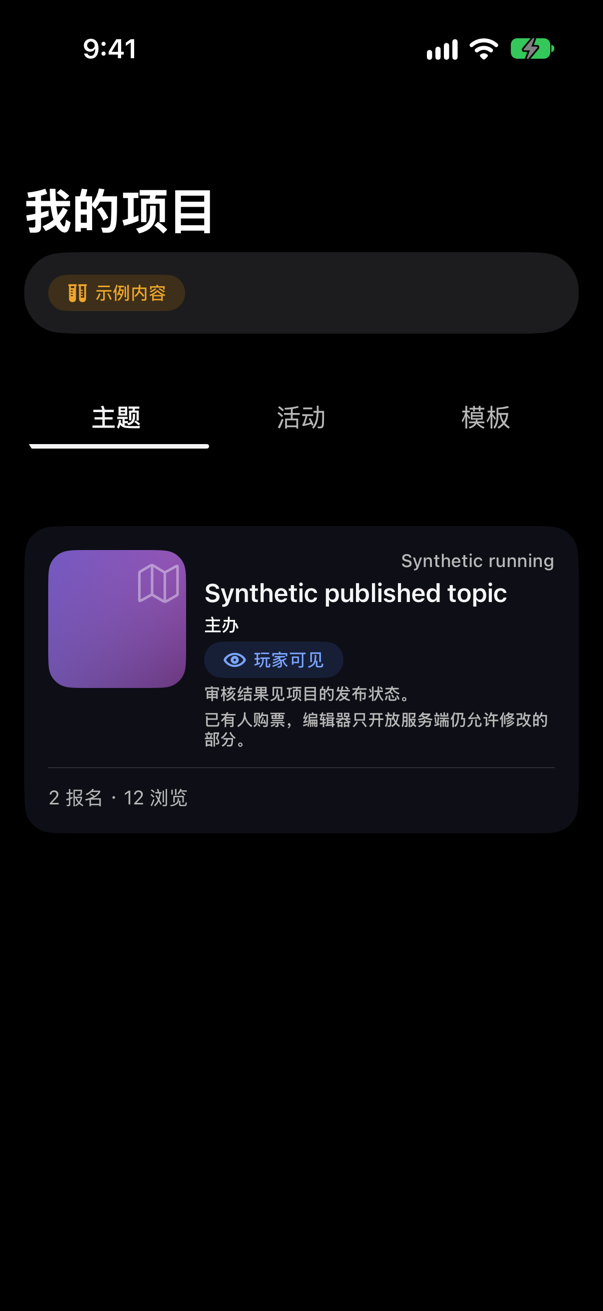 9:41
我的项目
示例内容
主题
活动
模板
Synthetic running
Synthetic published topic
主办
玩家可见
审核结果见项目的发布状态。
已有人购票，编辑器只开放服务端仍允许修改的
部分。
2 报名 · 12 浏览